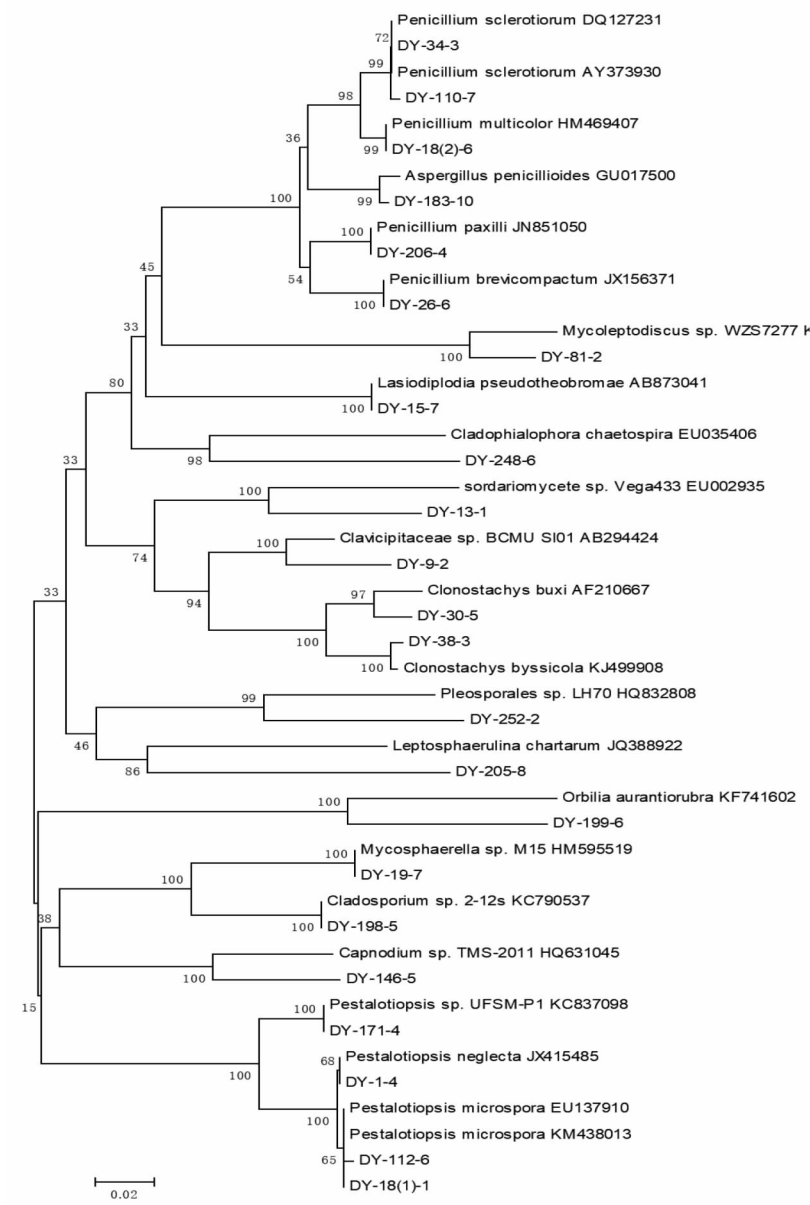 Penicillium sclerotiorum DQ127231
72
DY-34-3
99
Penicillium sclerotiorum AY373930
98
DY-110-7
Penicillium multicolor HM469407
36
99
DY-18(2)-6
Aspergillus penicillioides GU017500
100
99
DY-183-10
Penicillium paxilli JN851050
100
DY-206-4
54
Penicillium brevicompactum JX156371
45
100
DY-26-6
33
Mycoleptodiscus sp. WZS7277 K
100
DY-81-2
80
Lasiodiplodia pseudotheobromae AB873041
100
DY-15-7
Cladophialophora chaetospira EU035406
33
98
DY-248-6
sordariomycete sp. Vega433 EU002935
100
DY-13-1
74
Clavicipitaceae sp. BCMU SI01 AB294424
100
DY-9-2
33
94
97
Clonostachys buxi AF210667
DY-30-5
100
DY-38-3
100
Clonostachys byssicola KJ499908
99
Pleosporales sp. LH70 HQ832808
DY-252-2
46
Leptosphaerulina chartarum JQ388922
86
DY-205-8
Orbilia aurantiorubra KF741602
100
DY-199-6
Mycosphaerella sp. M15 HM595519
100
DY-19-7
100
Cladosporium sp. 2-12s KC790537
38
100
DY-198-5
Capnodium sp. TMS-2011 HQ631045
100
DY-146-5
15
Pestalotiopsis sp. UFSM-P1 KC837098
100
DY-171-4
100
Pestalotiopsis neglecta JX415485
68
DY-1-4
Pestalotiopsis microspora EU137910
100
Pestalotiopsis microspora KM438013
65
DY-112-6
DY-18(1)-1
0.02